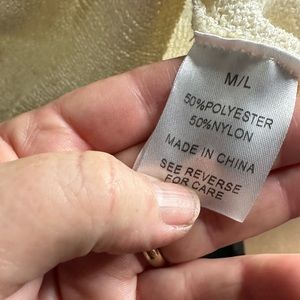 M/L
50%POLYESTER
50%NYLON
MADE IN CHINA
SEE REVERSE
FOR CARE